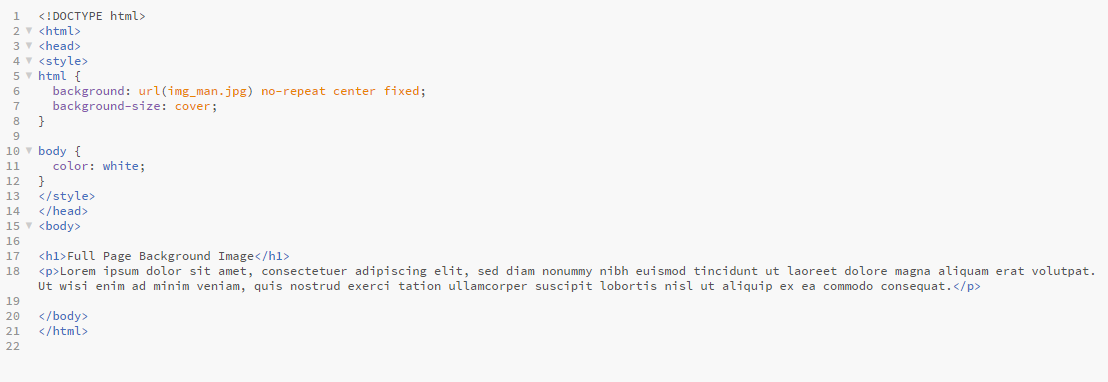 1 <!DOCTYPE html>
2 <html>
3 <head>
4 <style>
5 html {
6   background: url(img_man.jpg) no-repeat center fixed;
7   background-size: cover;
8 }
9
10 body {
11   color: white;
12 }
13 </style>
14 </head>
15 <body>
16
17 <h1>Full Page Background Image</h1>
18 <p>Lorem ipsum dolor sit amet, consectetuer adipiscing elit, sed diam nonummy nibh euismod tincidunt ut laoreet dolore magna aliquam erat volutpat.
Ut wisi enim ad minim veniam, quis nostrud exerci tation ullamcorper suscipit lobortis nisl ut aliquip ex ea commodo consequat.</p>
19
20 </body>
21 </html>
22